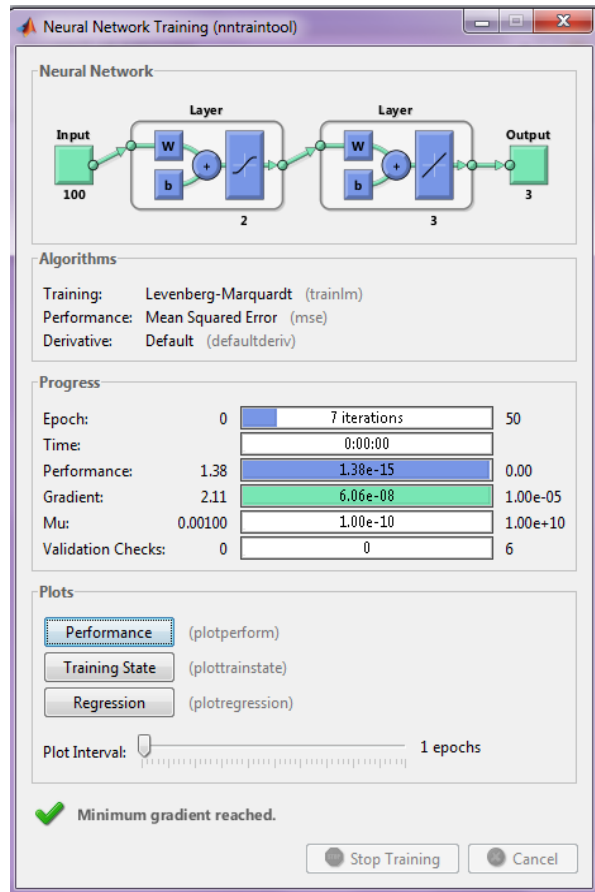 Neural Network Training (nntraintool)
Neural Network
Layer Layer
Input Output
W W
+ +
b b
100 3
2 3
Algorithms
Training: Levenberg-Marquardt (trainlm)
Performance: Mean Squared Error (mse)
Derivative: Default (defaultderiv)
Progress
Epoch: 0 7 iterations 50
Time: 0:00:00
Performance: 1.38 1.38e-15 0.00
Gradient: 2.11 6.06e-08 1.00e-05
Mu: 0.00100 1.00e-10 1.00e+10
Validation Checks: 0 0 6
Plots
Performance (plotperform)
Training State (plottrainstate)
Regression (plotregression)
Plot Interval: 1 epochs
Minimum gradient reached.
Stop Training Cancel